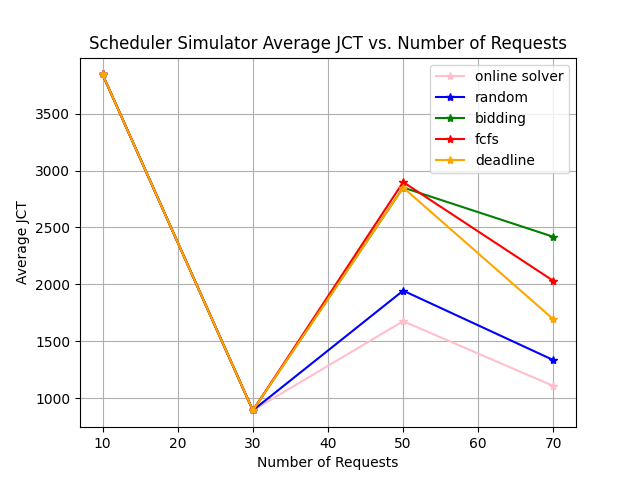 Scheduler Simulator Average JCT vs. Number of Requests
online solver
random
bidding
fcfs
deadline
3500
3000
2500
2000
1500
1000
Average JCT
10 20 30 40 50 60 70
Number of Requests